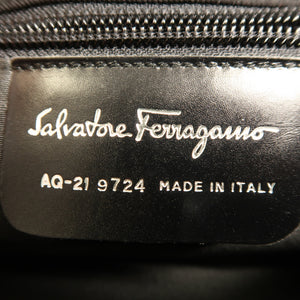 Salvatore Ferragamo
AQ-21 9724 MADE IN ITALY